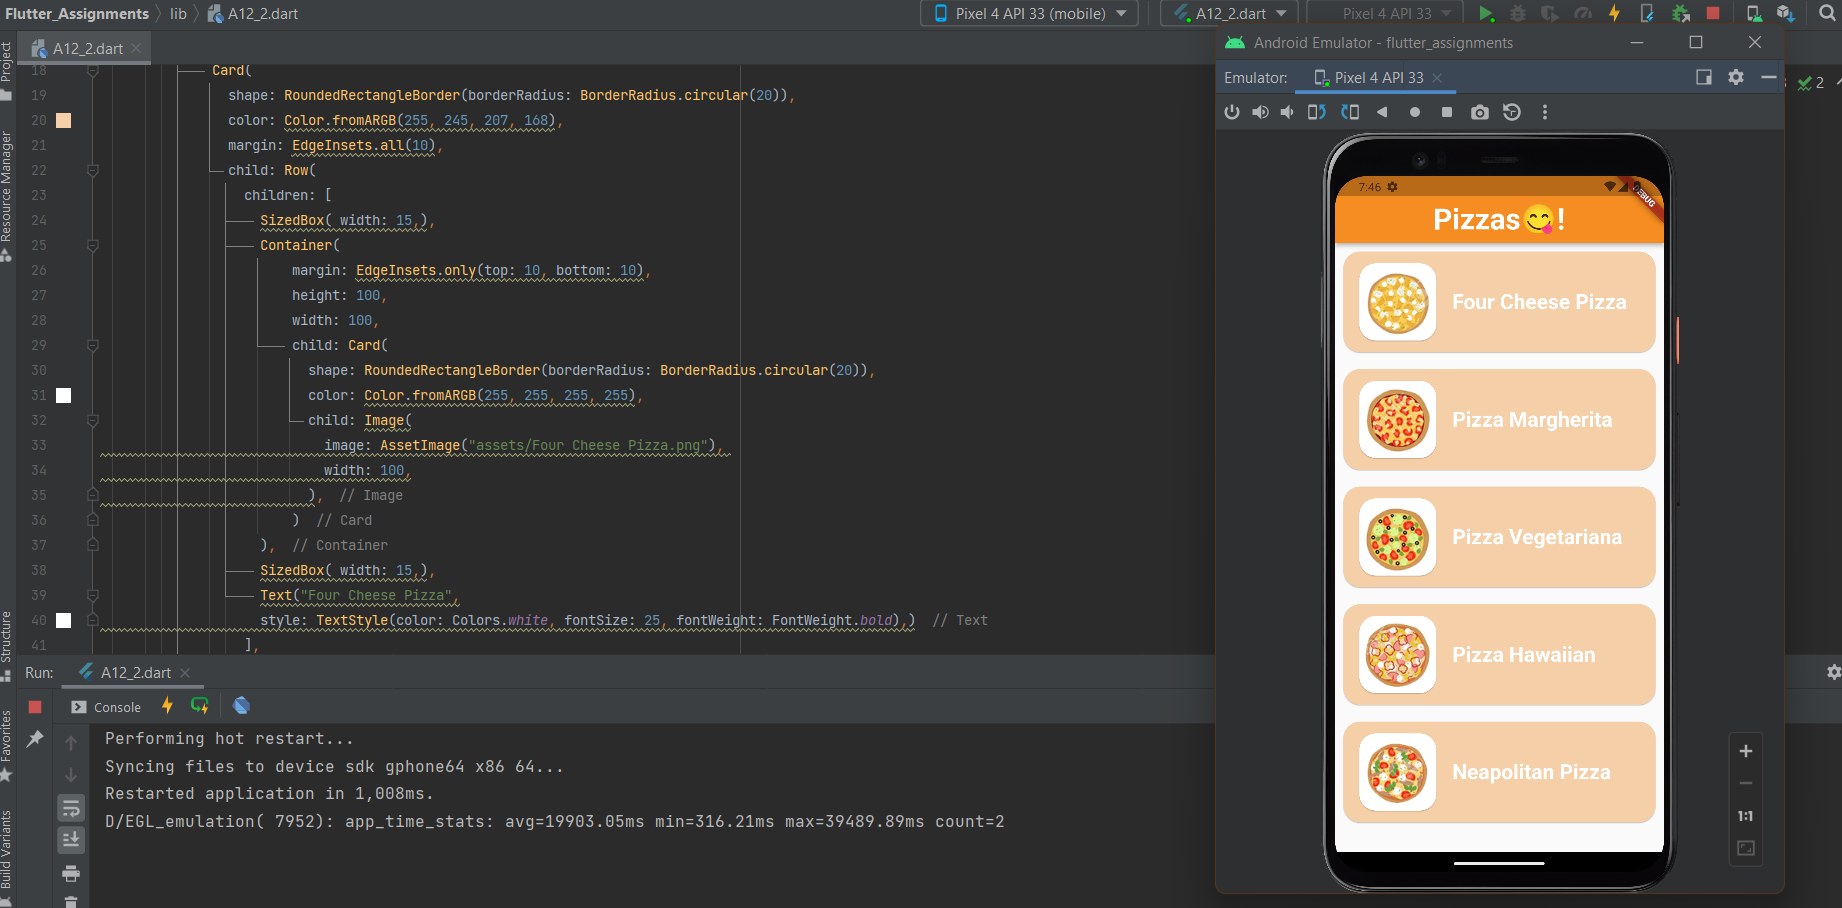 Flutter_Assignments
lib
A12_2.dart
Pixel 4 API 33 (mobile)
A12_2.dart
Pixel 4 API 33
A12_2.dart
Project
Resource Manager
Structure
Favorites
Build Variants
18 Card(
19 shape: RoundedRectangleBorder(borderRadius: BorderRadius.circular(20)),
20 color: Color.fromARGB(255, 245, 207, 168),
21 margin: EdgeInsets.all(10),
22 child: Row(
23 children: [
24 SizedBox( width: 15,),
25 Container(
26 margin: EdgeInsets.only(top: 10, bottom: 10),
27 height: 100,
28 width: 100,
29 child: Card(
30 shape: RoundedRectangleBorder(borderRadius: BorderRadius.circular(20)),
31 color: Color.fromARGB(255, 255, 255, 255),
32 child: Image(
33 image: AssetImage("assets/Four Cheese Pizza.png"),
34 width: 100,
35 ), // Image
36 ) // Card
37 ), // Container
38 SizedBox( width: 15,),
39 Text("Four Cheese Pizza",
40 style: TextStyle(color: Colors.white, fontSize: 25, fontWeight: FontWeight.bold),) // Text
41 ],
2
Run:
A12_2.dart
Console
Performing hot restart...
Syncing files to device sdk gphone64 x86 64...
Restarted application in 1,008ms.
D/EGL_emulation( 7952): app_time_stats: avg=19903.05ms min=316.21ms max=39489.89ms count=2
Android Emulator - flutter_assignments
Emulator:
Pixel 4 API 33
7:46
Pizzas😋!
Four Cheese Pizza
Pizza Margherita
Pizza Vegetariana
Pizza Hawaiian
Neapolitan Pizza
1:1